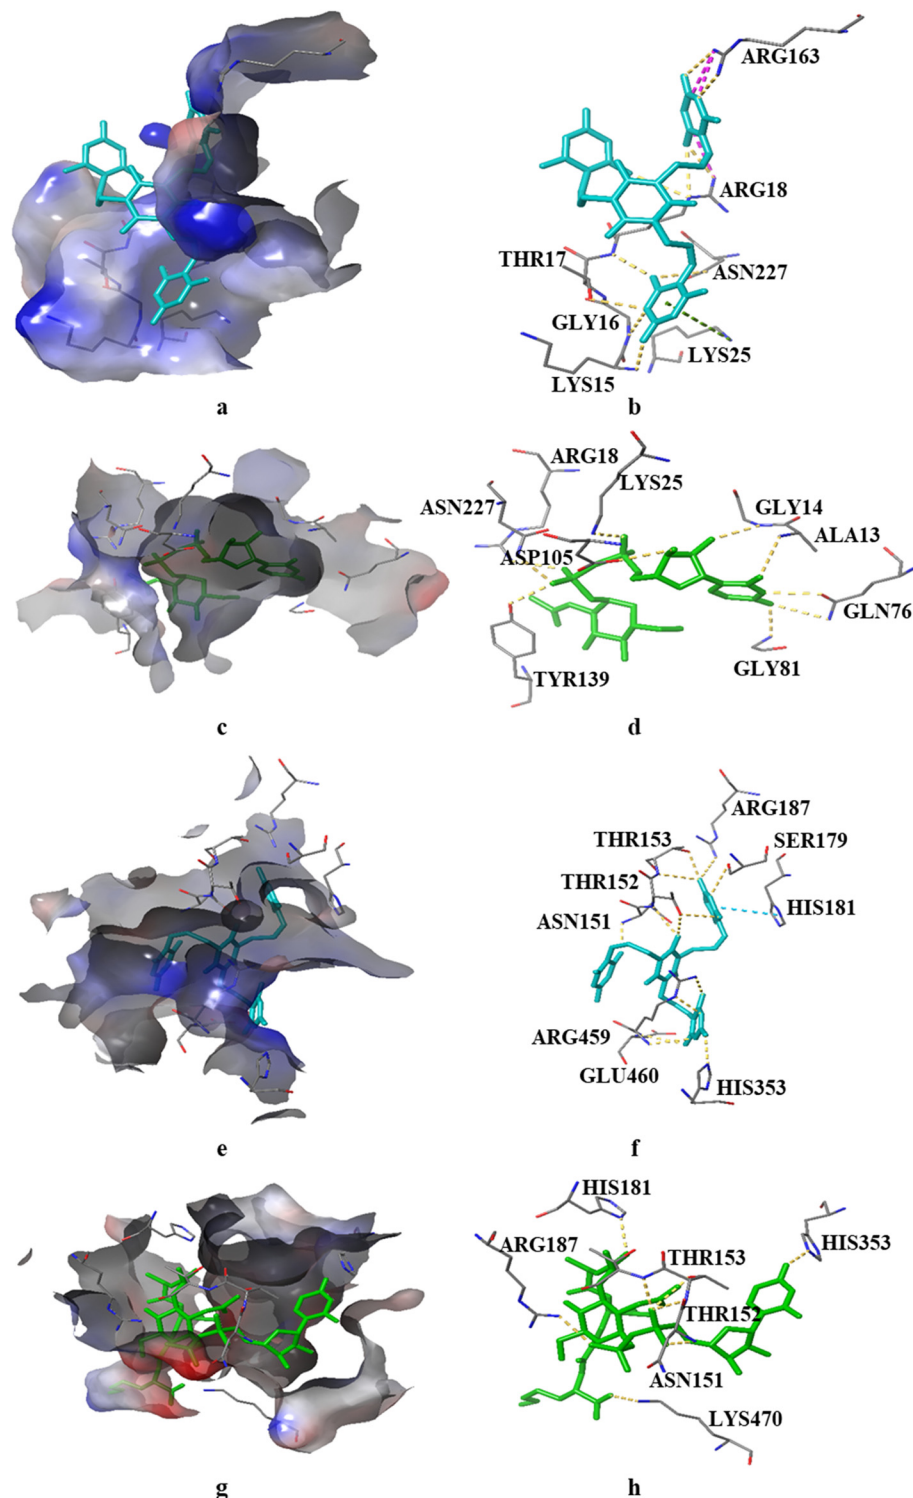 ARG163
ARG18
THR17
ASN227
GLY16
LYS25
LYS15
a
b
ARG18
LYS25
ASN227
GLY14
ASP105
ALA13
GLN76
GLY81
TYR139
c
d
ARG187
THR153
SER179
THR152
HIS181
ASN151
ARG459
GLU460
HIS353
e
f
HIS181
ARG187
THR153
HIS353
THR152
ASN151
LYS470
g
h